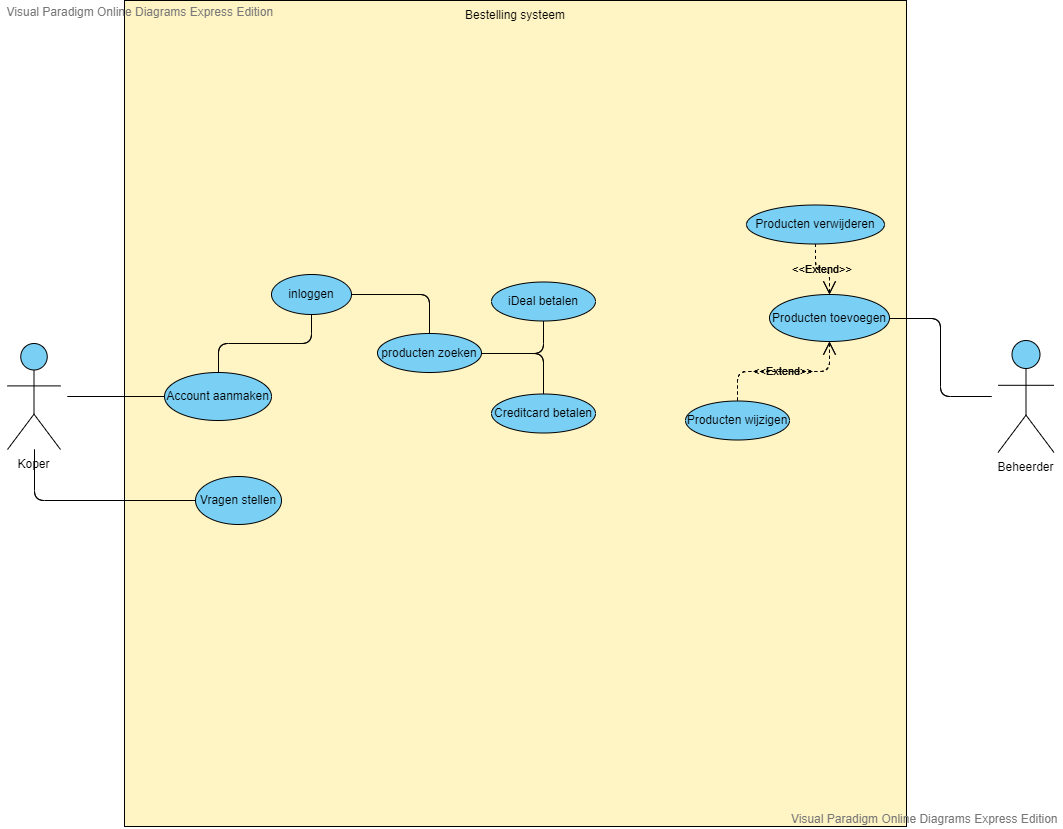 Visual Paradigm Online Diagrams Express Edition
Bestelling systeem
Producten verwijderen
<<Extend>>
inloggen
iDeal betalen
Producten toevoegen
producten zoeken
<<Extend>>
Account aanmaken
Creditcard betalen
Producten wijzigen
Koper
Beheerder
Vragen stellen
Visual Paradigm Online Diagrams Express Edition